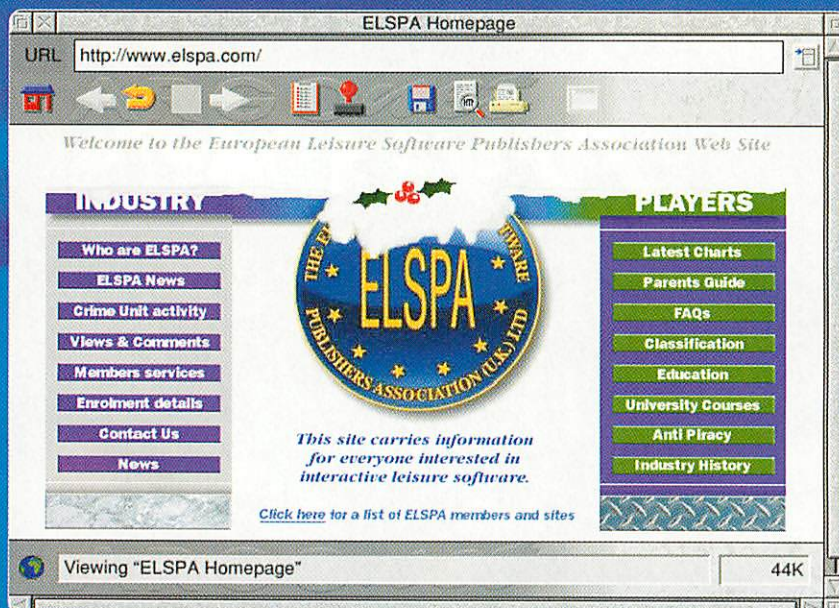 ELSPA Homepage
URL http://www.elspa.com/
Welcome to the European Leisure Software Publishers Association Web Site
INDUSTRY
Who are ELSPA?
ELSPA News
Crime Unit activity
Views & Comments
Members services
Enrolment details
Contact Us
News
THE TWARE
ELSPA
PUBLISHERS ASSOCIATION (U.K.) LTD
This site carries information
for everyone interested in
interactive leisure software.
Click here for a list of ELSPA members and sites
PLAYERS
Latest Charts
Parents Guide
FAQs
Classification
Education
University Courses
Anti Piracy
Industry History
Viewing "ELSPA Homepage"
44K